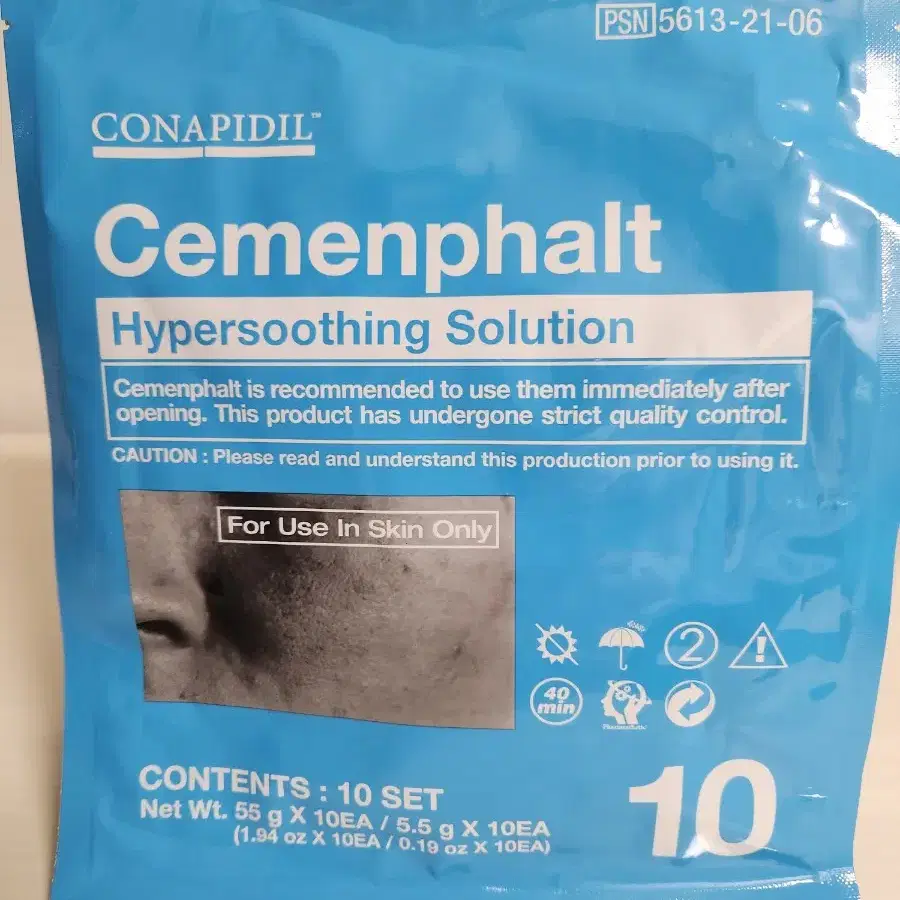 PSN 5613-21-06
CONAPIDIL™
Cemenphalt
Hypersoothing Solution
Cemenphalt is recommended to use them immediately after
opening. This product has undergone strict quality control.
CAUTION : Please read and understand this production prior to using it.
For Use In Skin Only
2
40
min
CONTENTS : 10 SET
Net Wt. 55 g X 10EA / 5.5 g X 10EA
(1.94 oz X 10EA / 0.19 oz X 10EA)
10